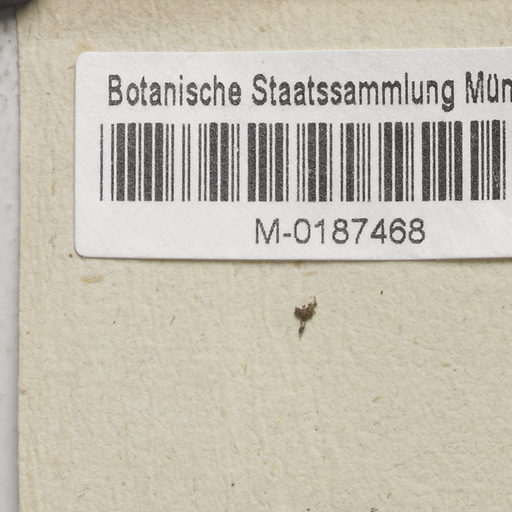 Botanische Staatssammlung Mün
M-0187468